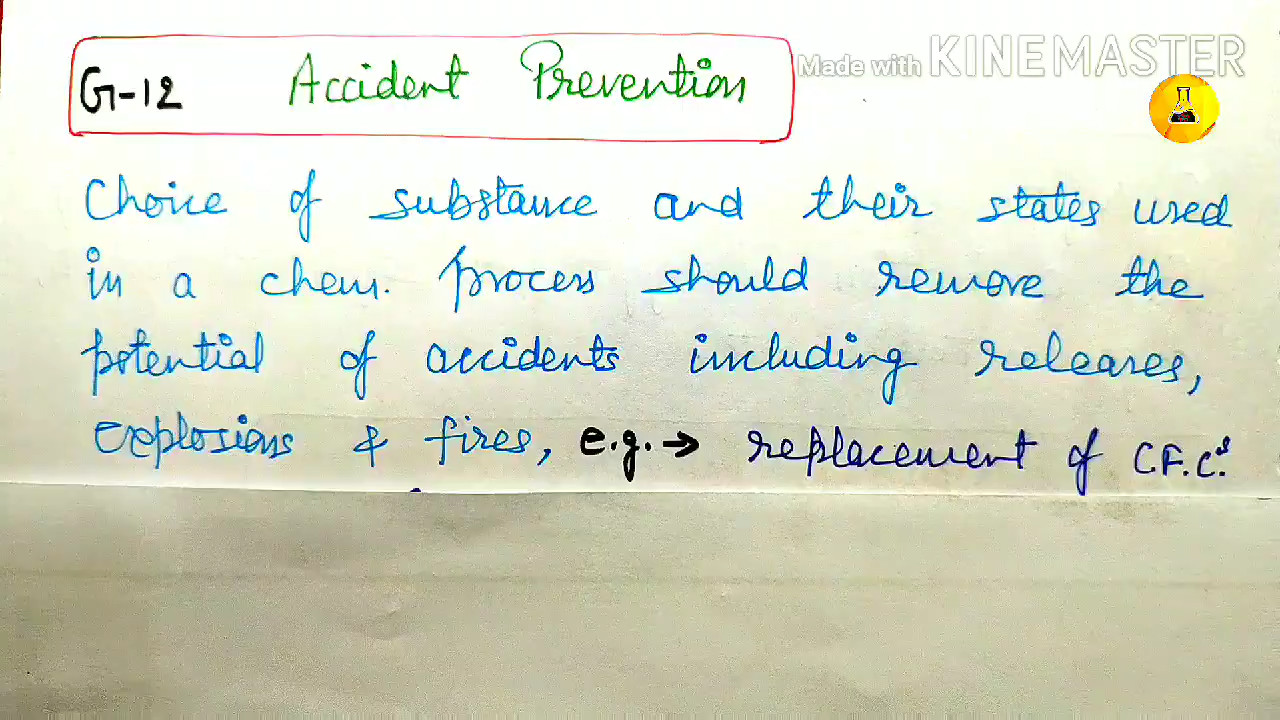 G-12 Accident Prevention
Made with KINEMASTER
Choice of substance and their states used
in a chem. process should remove the
potential of accidents including releases,
explosions & fires, e.g. → replacement of C.F.C.s